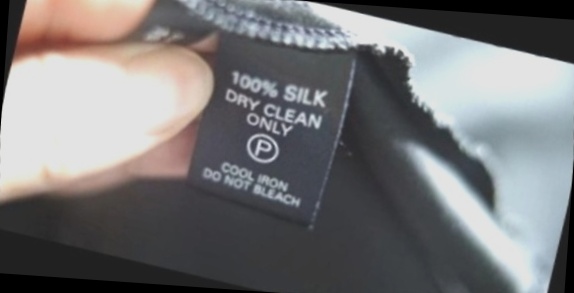 100% SILK
DRY CLEAN
ONLY
P
COOL IRON
DO NOT BLEACH